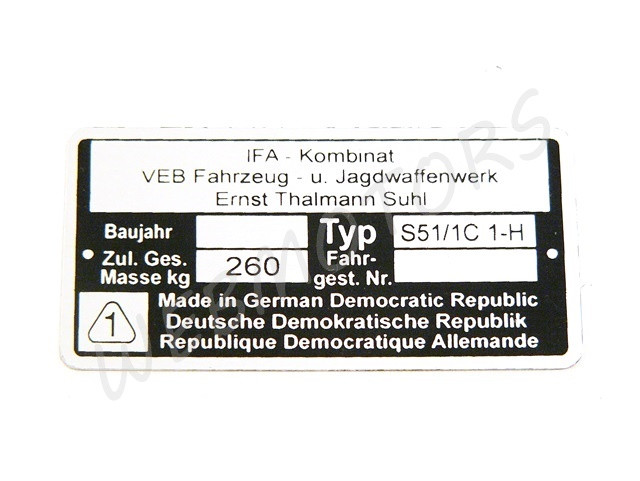 IFA - Kombinat
VEB Fahrzeug - u. Jagdwaffenwerk
Ernst Thalmann Suhl
Baujahr Typ S51/1C 1-H
Zul. Ges. Masse kg 260 Fahr- gest. Nr.
1 Made in German Democratic Republic
Deutsche Demokratische Republik
Republique Democratique Allemande
WEBMOTORS